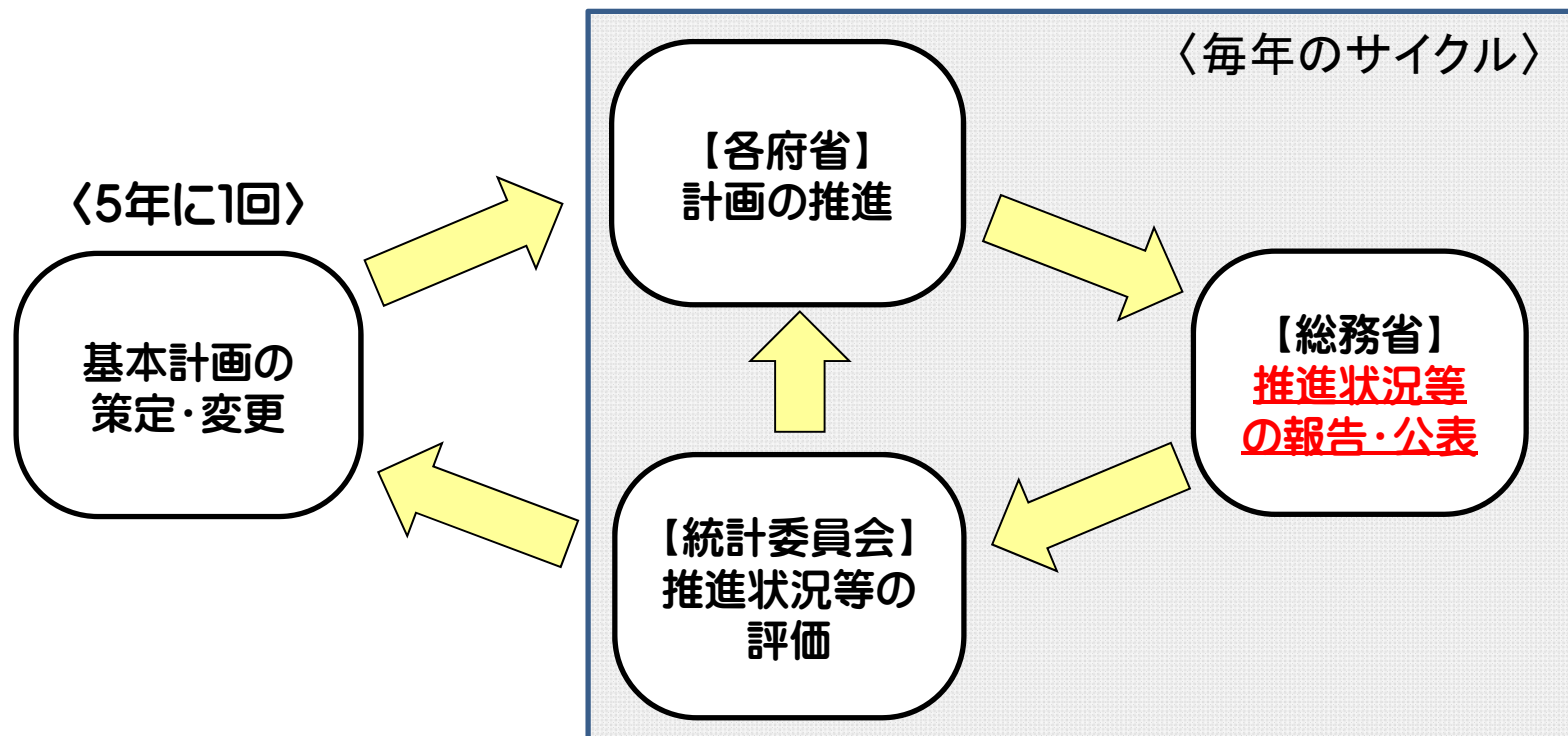 〈毎年のサイクル〉
〈5年に1回〉
基本計画の
策定・変更
【各府省】
計画の推進
【総務省】
推進状況等
の報告・公表
【統計委員会】
推進状況等の
評価